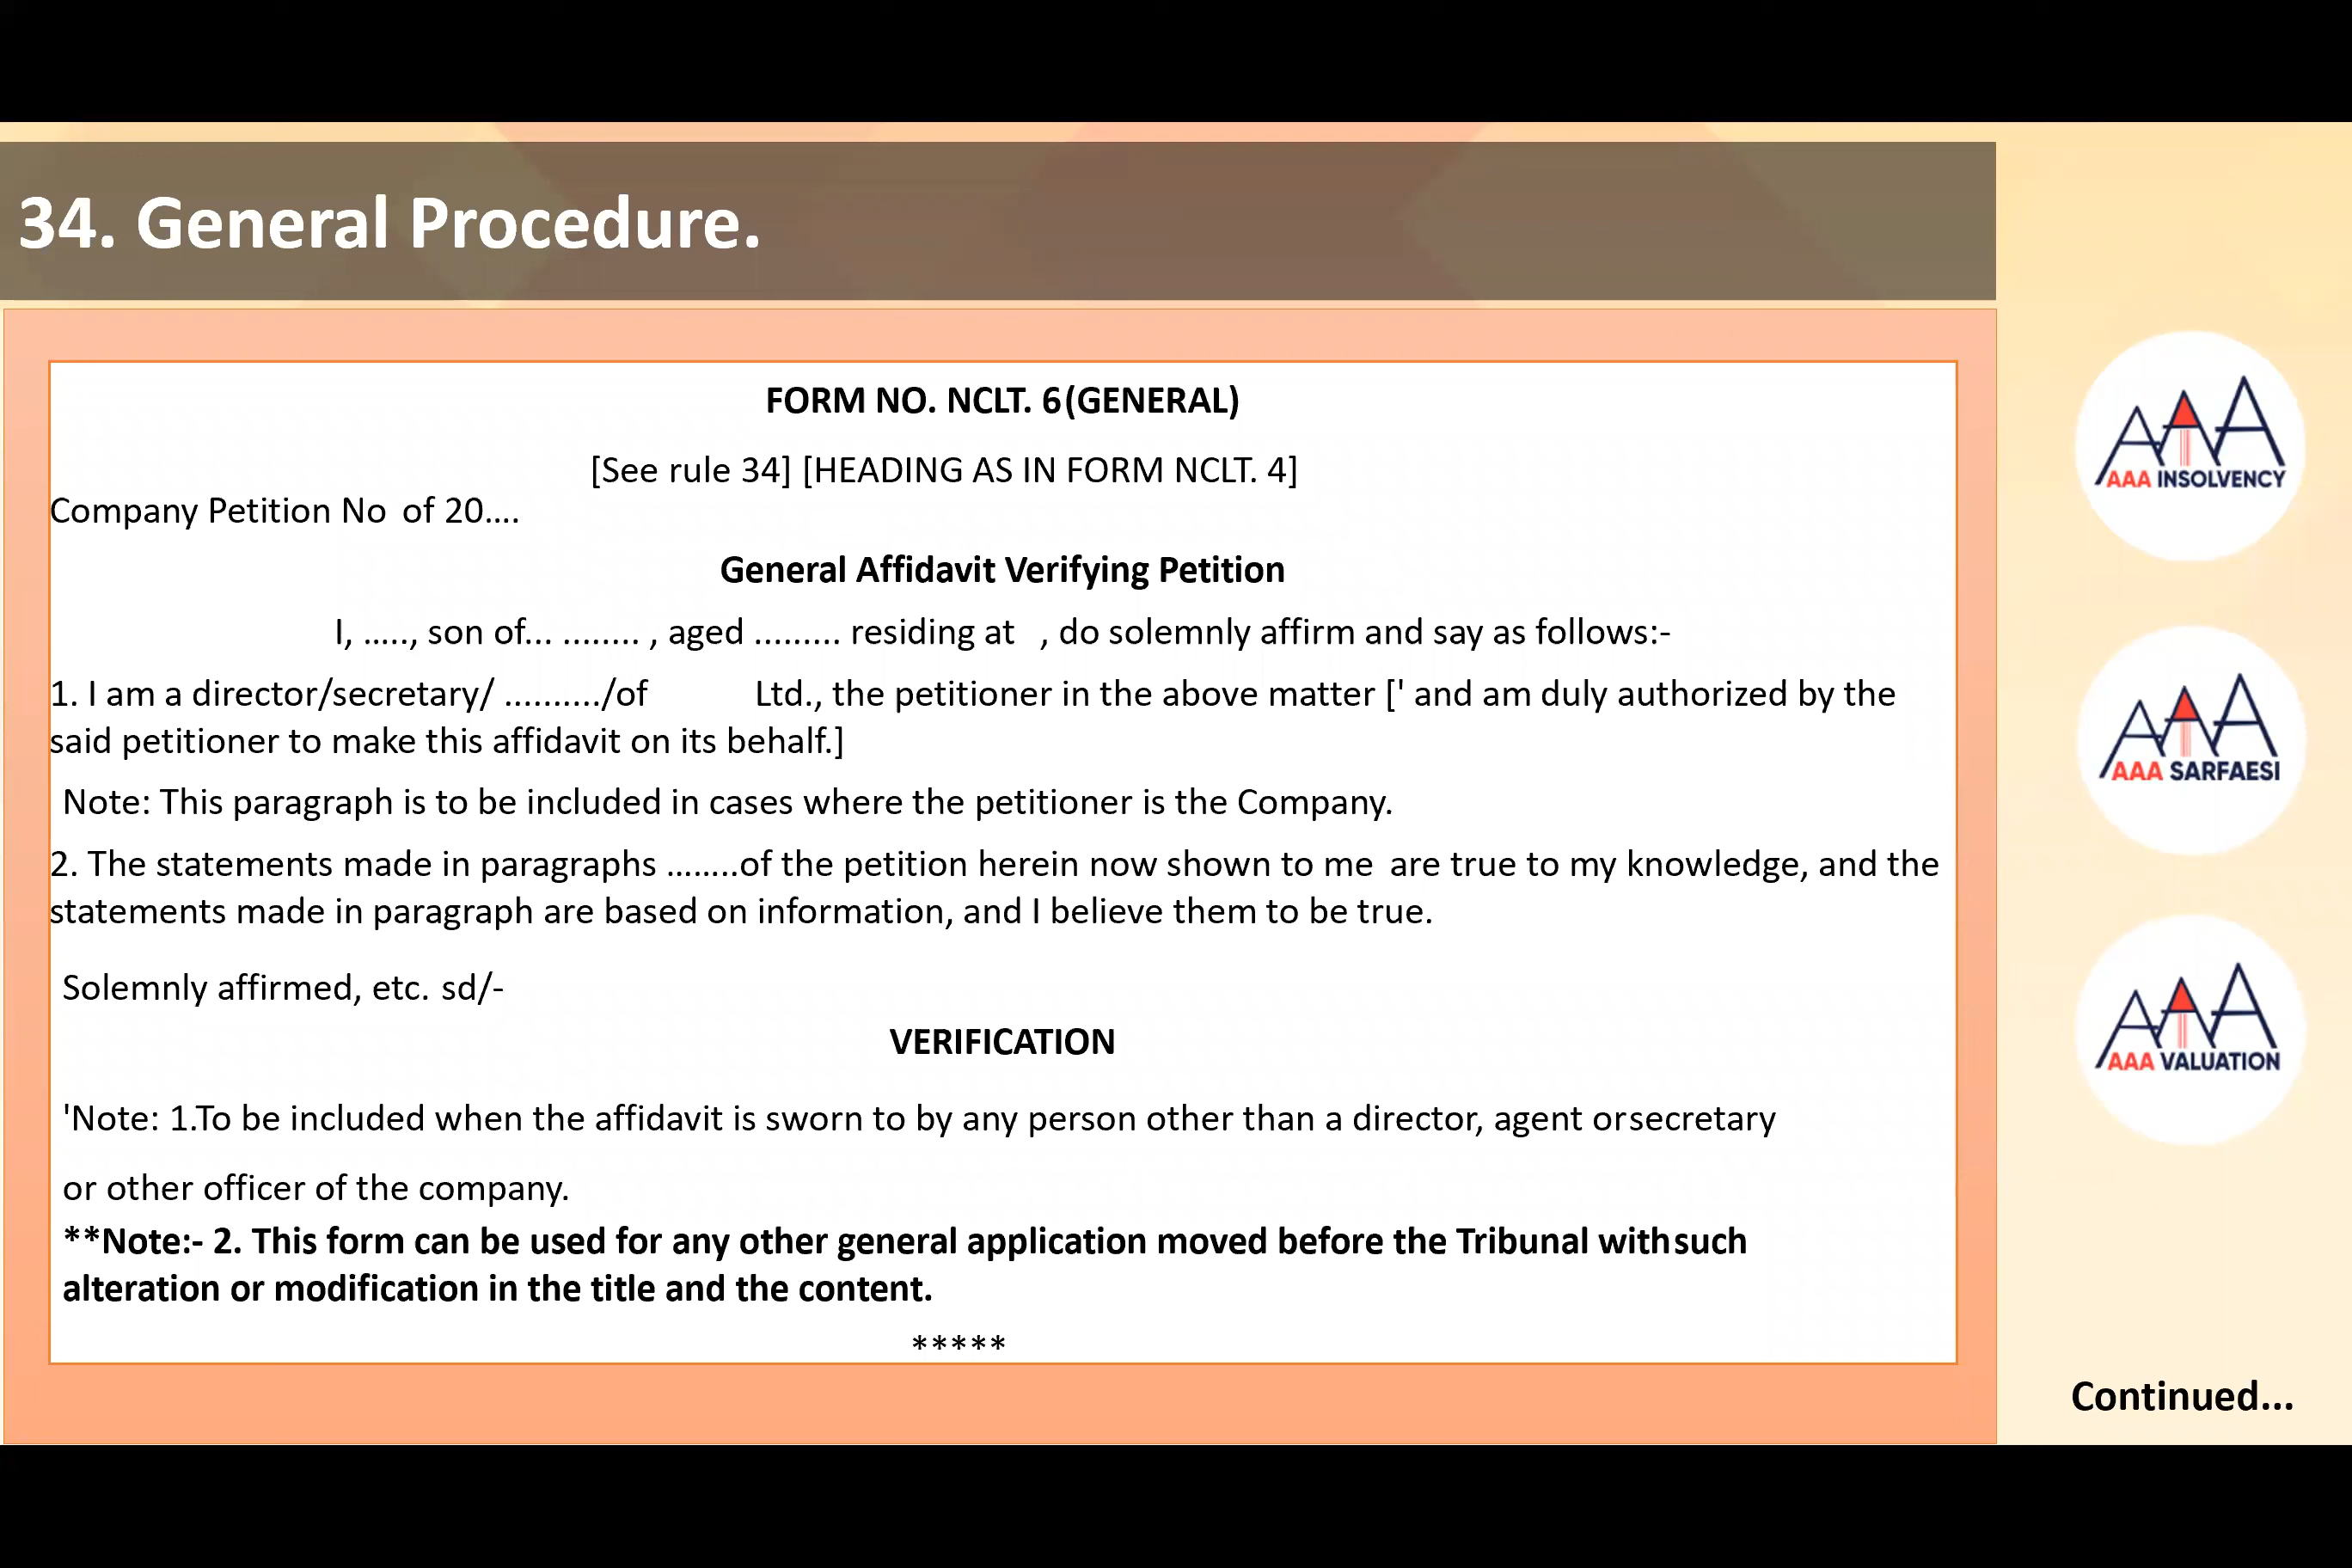 34. General Procedure.
FORM NO. NCLT. 6(GENERAL)
[See rule 34] [HEADING AS IN FORM NCLT. 4]
Company Petition No of 20....
General Affidavit Verifying Petition
I, ....., son of... ........ , aged ......... residing at , do solemnly affirm and say as follows:-
1. I am a director/secretary/ ........../of Ltd., the petitioner in the above matter [' and am duly authorized by the
said petitioner to make this affidavit on its behalf.]
Note: This paragraph is to be included in cases where the petitioner is the Company.
2. The statements made in paragraphs ........of the petition herein now shown to me are true to my knowledge, and the
statements made in paragraph are based on information, and I believe them to be true.
Solemnly affirmed, etc. sd/-
VERIFICATION
'Note: 1.To be included when the affidavit is sworn to by any person other than a director, agent orsecretary
or other officer of the company.
**Note:- 2. This form can be used for any other general application moved before the Tribunal withsuch
alteration or modification in the title and the content.
*****
AAA INSOLVENCY
AAA SARFAESI
AAA VALUATION
Continued...